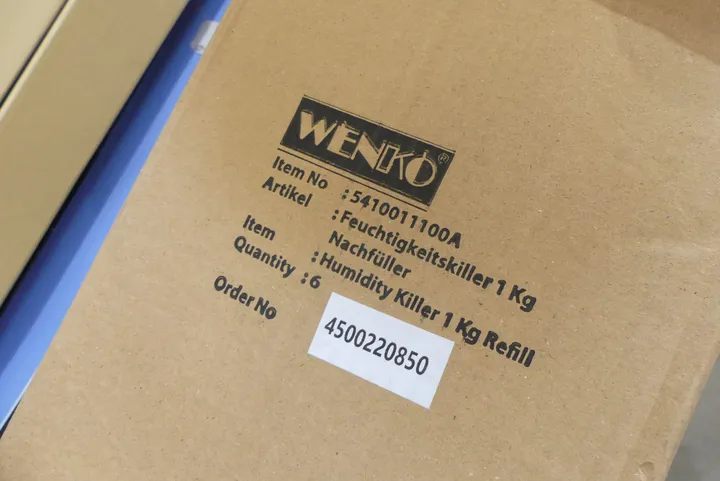 WENKO®
Item No : 5410011100A
Artikel : Feuchtigkeitskiller 1 Kg
Nachfüller
Item : Humidity Killer 1 Kg Refill
Quantity : 6
Order No 4500220850